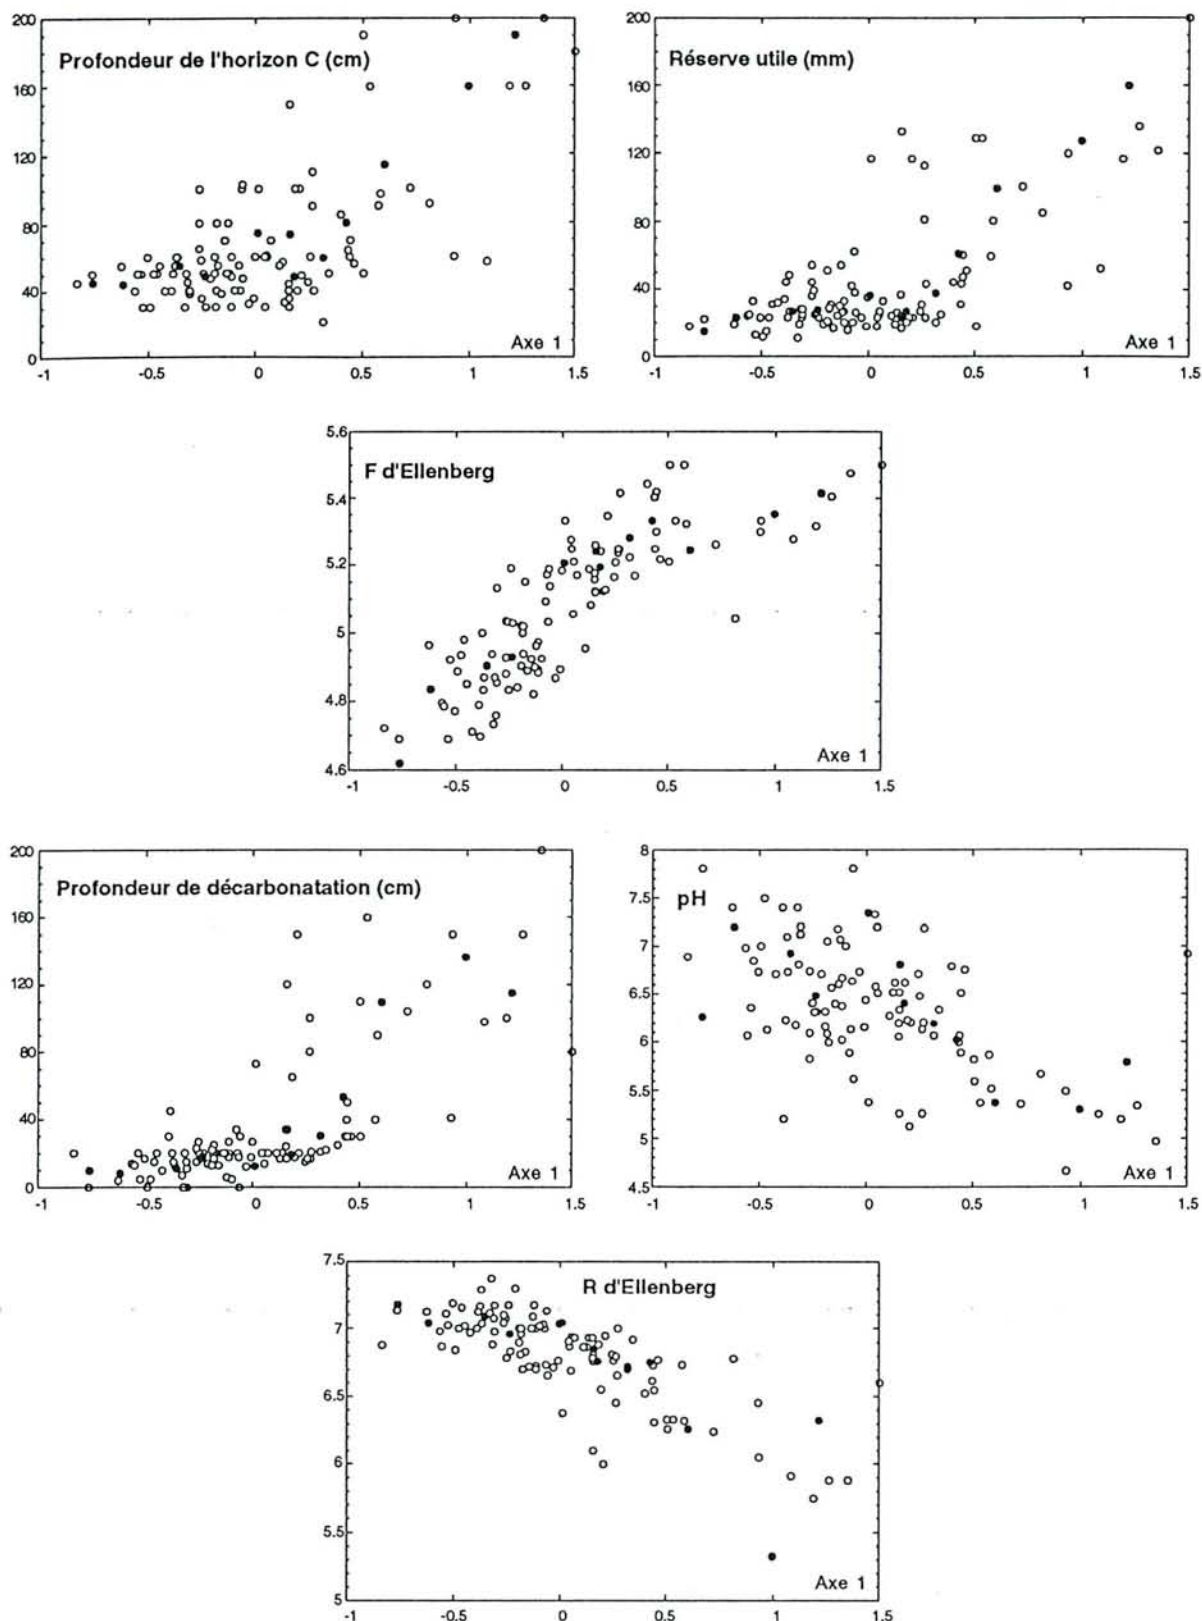 Profondeur de l'horizon C (cm)
200
160
120
80
40
0
-1 -0.5 0 0.5 1 1.5
Axe 1
Réserve utile (mm)
200
160
120
80
40
0
-1 -0.5 0 0.5 1 1.5
Axe 1
F d'Ellenberg
5.6
5.4
5.2
5
4.8
4.6
-1 -0.5 0 0.5 1 1.5
Axe 1
Profondeur de décarbonatation (cm)
200
160
120
80
40
0
-1 -0.5 0 0.5 1 1.5
Axe 1
pH
8
7.5
7
6.5
6
5.5
5
4.5
-1 -0.5 0 0.5 1 1.5
Axe 1
R d'Ellenberg
7.5
7
6.5
6
5.5
5
-1 -0.5 0 0.5 1 1.5
Axe 1